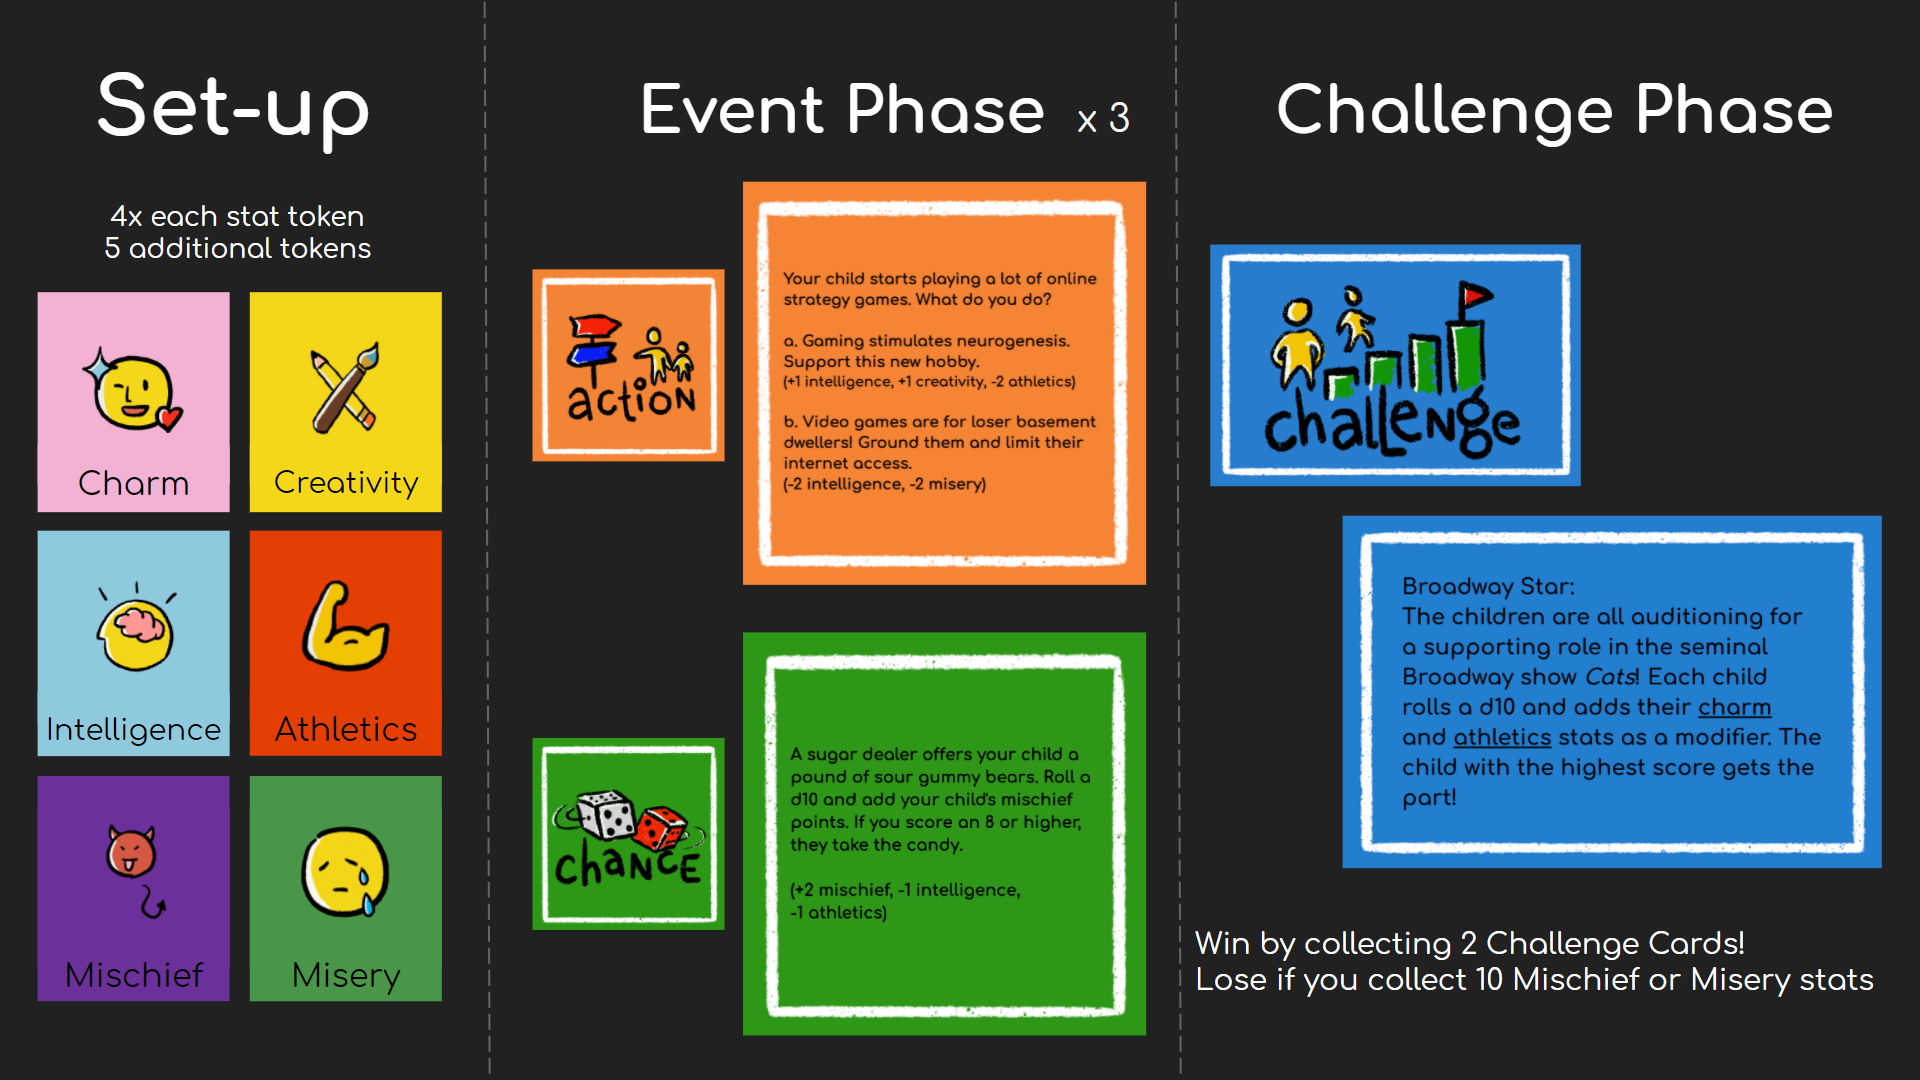 Set-up
4x each stat token
5 additional tokens
Charm
Creativity
Intelligence
Athletics
Mischief
Misery
Event Phase x 3
action
Your child starts playing a lot of online
strategy games. What do you do?
a. Gaming stimulates neurogenesis.
Support this new hobby.
(+1 intelligence, +1 creativity, -2 athletics)
b. Video games are for loser basement
dwellers! Ground them and limit their
internet access.
(-2 intelligence, -2 misery)
chance
A sugar dealer offers your child a
pound of sour gummy bears. Roll a
d10 and add your child's mischief
points. If you score an 8 or higher,
they take the candy.
(+2 mischief, -1 intelligence,
-1 athletics)
Challenge Phase
challenge
Broadway Star:
The children are all auditioning for
a supporting role in the seminal
Broadway show Cats! Each child
rolls a d10 and adds their charm
and athletics stats as a modifier. The
child with the highest score gets the
part!
Win by collecting 2 Challenge Cards!
Lose if you collect 10 Mischief or Misery stats